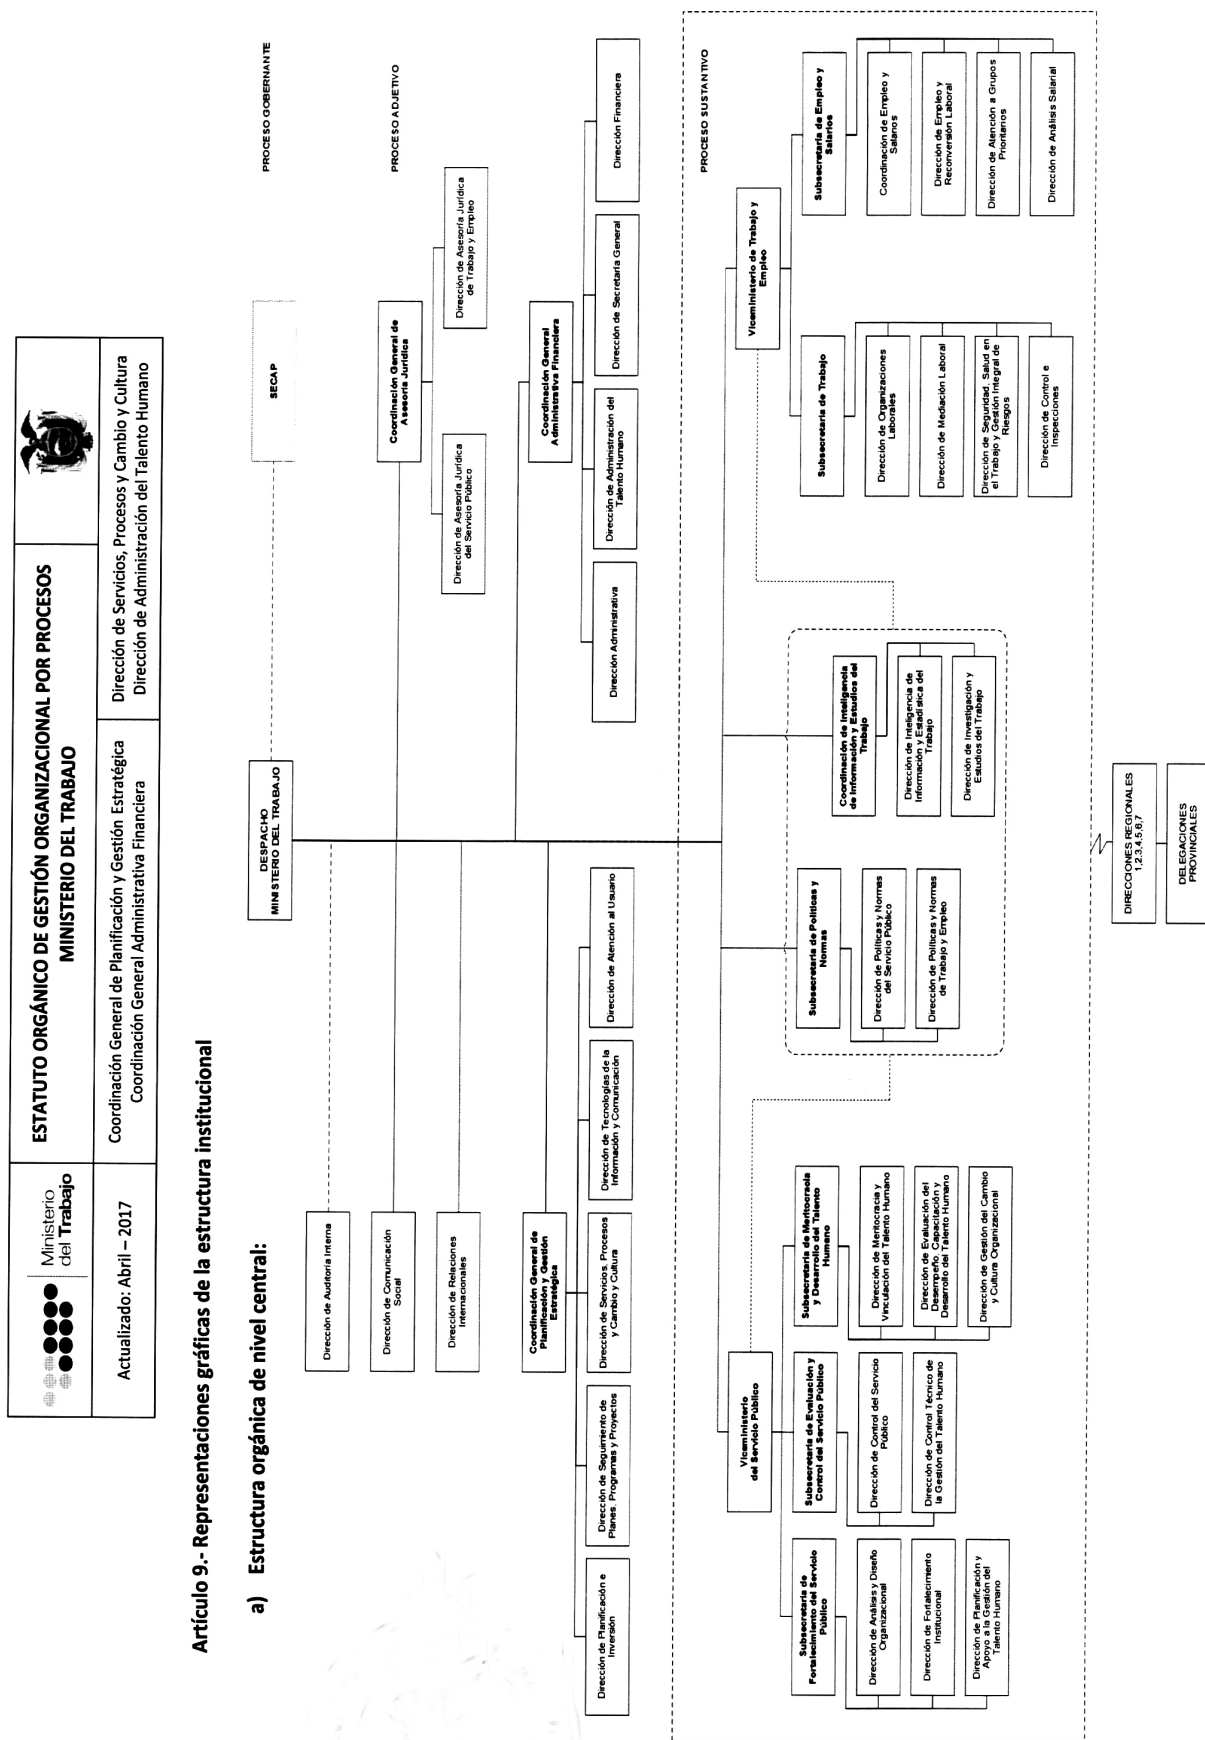 Ministerio
del Trabajo
ESTATUTO ORGÁNICO DE GESTIÓN ORGANIZACIONAL POR PROCESOS
MINISTERIO DEL TRABAJO
Actualizado: Abril – 2017
Coordinación General de Planificación y Gestión Estratégica
Coordinación General Administrativa Financiera
Dirección de Servicios, Procesos y Cambio y Cultura
Dirección de Administración del Talento Humano
Artículo 9.- Representaciones gráficas de la estructura institucional
a) Estructura orgánica de nivel central:
PROCESO GOBERNANTE
DESPACHO
MINISTERIO DEL TRABAJO
SECAP
PROCESO ADJETIVO
Dirección de Auditoría Interna
Dirección de Comunicación
Social
Dirección de Relaciones
Internacionales
Coordinación General de
Asesoría Jurídica
Dirección de Asesoría Jurídica
del Servicio Público
Dirección de Asesoría Jurídica
de Trabajo y Empleo
Coordinación General de
Planificación y Gestión
Estratégica
Dirección de Planificación e
Inversión
Dirección de Seguimiento de
Planes, Programas y Proyectos
Dirección de Servicios, Procesos
y Cambio y Cultura
Dirección de Tecnologías de la
Información y Comunicación
Dirección de Atención al Usuario
Coordinación General
Administrativa Financiera
Dirección Administrativa
Dirección de Administración del
Talento Humano
Dirección de Secretaría General
Dirección Financiera
PROCESO SUSTANTIVO
Viceministerio
del Servicio Público
Subsecretaría de
Fortalecimiento del Servicio
Público
Dirección de Análisis y Diseño
Organizacional
Dirección de Fortalecimiento
Institucional
Dirección de Planificación y
Apoyo a la Gestión del
Talento Humano
Subsecretaría de Evaluación y
Control del Servicio Público
Dirección de Control del Servicio
Público
Dirección de Control Técnico de
la Gestión del Talento Humano
Subsecretaría de Meritocracia
y Desarrollo del Talento
Humano
Dirección de Meritocracia y
Vinculación del Talento Humano
Dirección de Evaluación del
Desempeño, Capacitación y
Desarrollo del Talento Humano
Dirección de Gestión del Cambio
y Cultura Organizacional
Subsecretaría de Políticas y
Normas
Dirección de Políticas y Normas
del Servicio Público
Dirección de Políticas y Normas
de Trabajo y Empleo
Coordinación de Inteligencia
de Información y Estudios del
Trabajo
Dirección de Inteligencia de
Información y Estadística del
Trabajo
Dirección de Investigación y
Estudios del Trabajo
Viceministerio de Trabajo y
Empleo
Subsecretaría de Trabajo
Dirección de Organizaciones
Laborales
Dirección de Mediación Laboral
Dirección de Seguridad, Salud en
el Trabajo y Gestión Integral de
Riesgos
Dirección de Control e
Inspecciones
Subsecretaría de Empleo y
Salarios
Coordinación de Empleo y
Salarios
Dirección de Empleo y
Reconversión Laboral
Dirección de Atención a Grupos
Prioritarios
Dirección de Análisis Salarial
DIRECCIONES REGIONALES
1,2,3,4,5,6,7
DELEGACIONES
PROVINCIALES